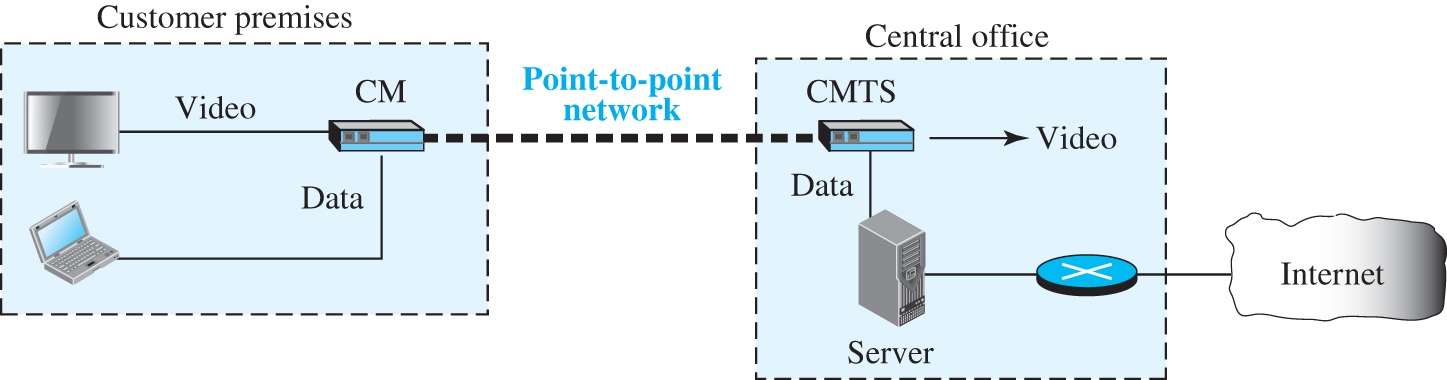 Customer premises
Central office
Point-to-point
network
Video
CM
CMTS
Video
Data
Data
Internet
Server